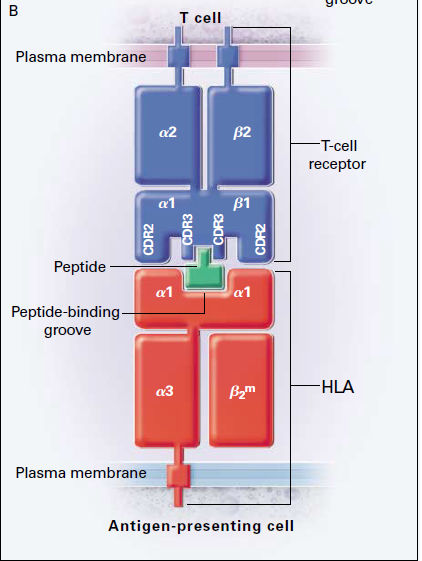 groove
B
T cell
Plasma membrane
α2
β2
T-cell
receptor
α1
β1
CDR2
CDR3
CDR3
CDR2
Peptide
α1
α1
Peptide-binding
groove
α3
β₂m
HLA
Plasma membrane
Antigen-presenting cell